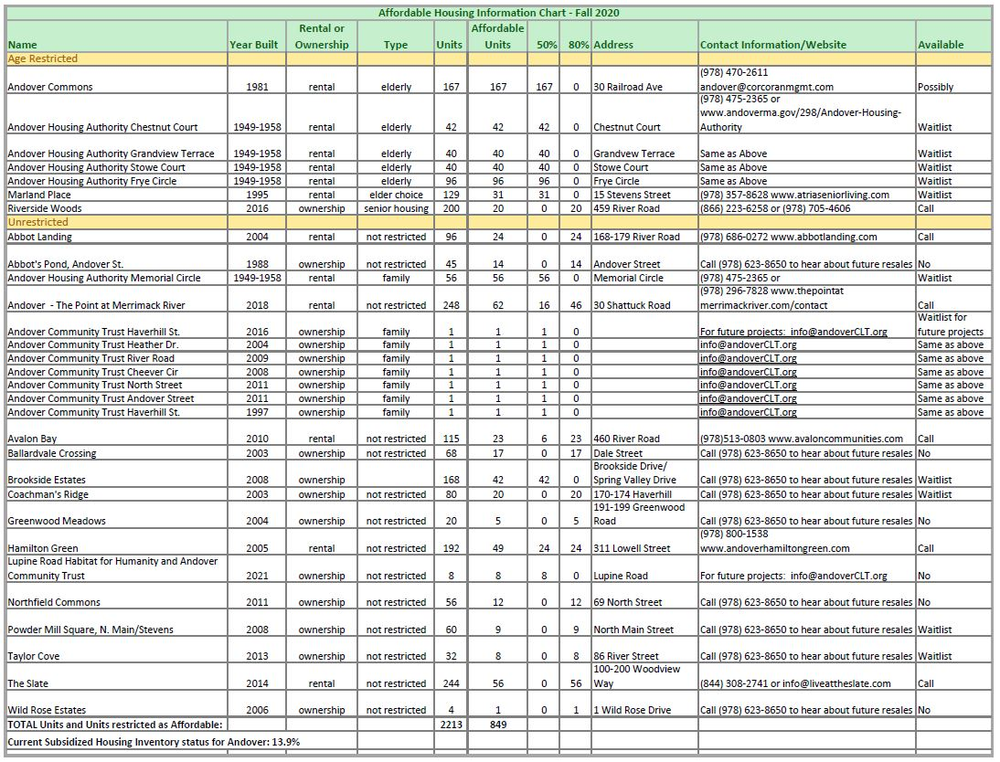 Affordable Housing Information Chart - Fall 2020
Name Year Built Rental or Ownership Type Units Affordable Units 50% 80% Address Contact Information/Website Available
Age Restricted
Andover Commons 1981 rental elderly 167 167 167 0 30 Railroad Ave (978) 470-2611 andover@corcoranmgmt.com Possibly
Andover Housing Authority Chestnut Court 1949-1958 rental elderly 42 42 42 0 Chestnut Court (978) 475-2365 or www.andoverma.gov/298/Andover-Housing-Authority Waitlist
Andover Housing Authority Grandview Terrace 1949-1958 rental elderly 40 40 40 0 Grandvew Terrace Same as Above Waitlist
Andover Housing Authority Stowe Court 1949-1958 rental elderly 40 40 40 0 Stowe Court Same as Above Waitlist
Andover Housing Authority Frye Circle 1949-1958 rental elderly 96 96 96 0 Frye Circle Same as Above Waitlist
Marland Place 1995 rental elder choice 129 31 31 0 15 Stevens Street (978) 357-8628 www.atriaseniorliving.com Waitlist
Riverside Woods 2016 ownership senior housing 200 20 0 20 459 River Road (866) 223-6258 or (978) 705-4606 Call
Unrestricted
Abbot Landing 2004 rental not restricted 96 24 0 24 168-179 River Road (978) 686-0272 www.abbotlanding.com Call
Abbot's Pond, Andover St. 1988 ownership not restricted 45 14 0 14 Andover Street Call (978) 623-8650 to hear about future resales No
Andover Housing Authority Memorial Circle 1949-1958 rental family 56 56 56 0 Memorial Circle (978) 475-2365 or Waitlist
Andover - The Point at Merrimack River 2018 rental not restricted 248 62 16 46 30 Shattuck Road (978) 296-7828 www.thepointat merrimackriver.com/contact Call
Andover Community Trust Haverhill St. 2016 ownership family 1 1 1 0 For future projects: info@andoverCLT.org Waitlist for future projects
Andover Community Trust Heather Dr. 2004 ownership family 1 1 1 0 info@andoverCLT.org Same as above
Andover Community Trust River Road 2009 ownership family 1 1 1 0 info@andoverCLT.org Same as above
Andover Community Trust Cheever Cir 2008 ownership family 1 1 1 0 info@andoverCLT.org Same as above
Andover Community Trust North Street 2011 ownership family 1 1 1 0 info@andoverCLT.org Same as above
Andover Community Trust Andover Street 2011 ownership family 1 1 1 0 info@andoverCLT.org Same as above
Andover Community Trust Haverhill St. 1997 ownership family 1 1 1 0 info@andoverCLT.org Same as above
Avalon Bay 2010 rental not restricted 115 23 6 23 460 River Road (978)513-0803 www.avaloncommunities.com Call
Ballardvale Crossing 2003 ownership not restricted 68 17 0 17 Dale Street Call (978) 623-8650 to hear about future resales No
Brookside Estates 2008 ownership 168 42 42 0 Brookside Drive/ Spring Valley Drive Call (978) 623-8650 to hear about future resales Waitlist
Coachman's Ridge 2003 ownership not restricted 80 20 0 20 170-174 Haverhill Call (978) 623-8650 to hear about future resales Waitlist
Greenwood Meadows 2004 ownership not restricted 20 5 0 5 191-199 Greenwood Road Call (978) 623-8650 to hear about future resales No
Hamilton Green 2005 rental not restricted 192 49 24 24 311 Lowell Street (978) 800-1538 www.andoverhamiltongreen.com Call
Lupine Road Habitat for Humanity and Andover Community Trust 2021 ownership not restricted 8 8 8 0 Lupine Road For future projects: info@andoverCLT.org No
Northfield Commons 2011 ownership not restricted 56 12 0 12 69 North Street Call (978) 623-8650 to hear about future resales No
Powder Mill Square, N. Main/Stevens 2008 ownership not restricted 60 9 0 9 North Main Street Call (978) 623-8650 to hear about future resales Waitlist
Taylor Cove 2013 ownership not restricted 32 8 0 8 86 River Street Call (978) 623-8650 to hear about future resales Waitlist
The Slate 2014 rental not restricted 244 56 0 56 100-200 Woodview Way (844) 308-2741 or info@liveattheslate.com Call
Wild Rose Estates 2006 ownership not restricted 4 1 0 1 1 Wild Rose Drive Call (978) 623-8650 to hear about future resales No
TOTAL Units and Units restricted as Affordable: 2213 849
Current Subsidized Housing Inventory status for Andover: 13.9%